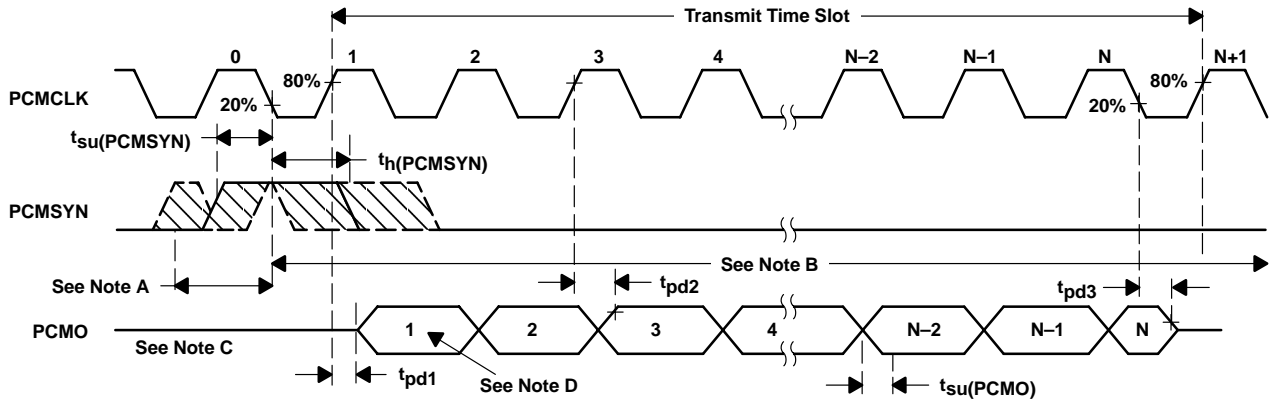 Transmit Time Slot
0 1 2 3 4 N–2 N–1 N N+1
80% 80%
PCMCLK
20% 20%
tsu(PCMSYN)
th(PCMSYN)
PCMSYN
See Note B
See Note A
tpd2
tpd3
PCMO
1 2 3 4 N–2 N–1 N
See Note C
tpd1
See Note D
tsu(PCMO)